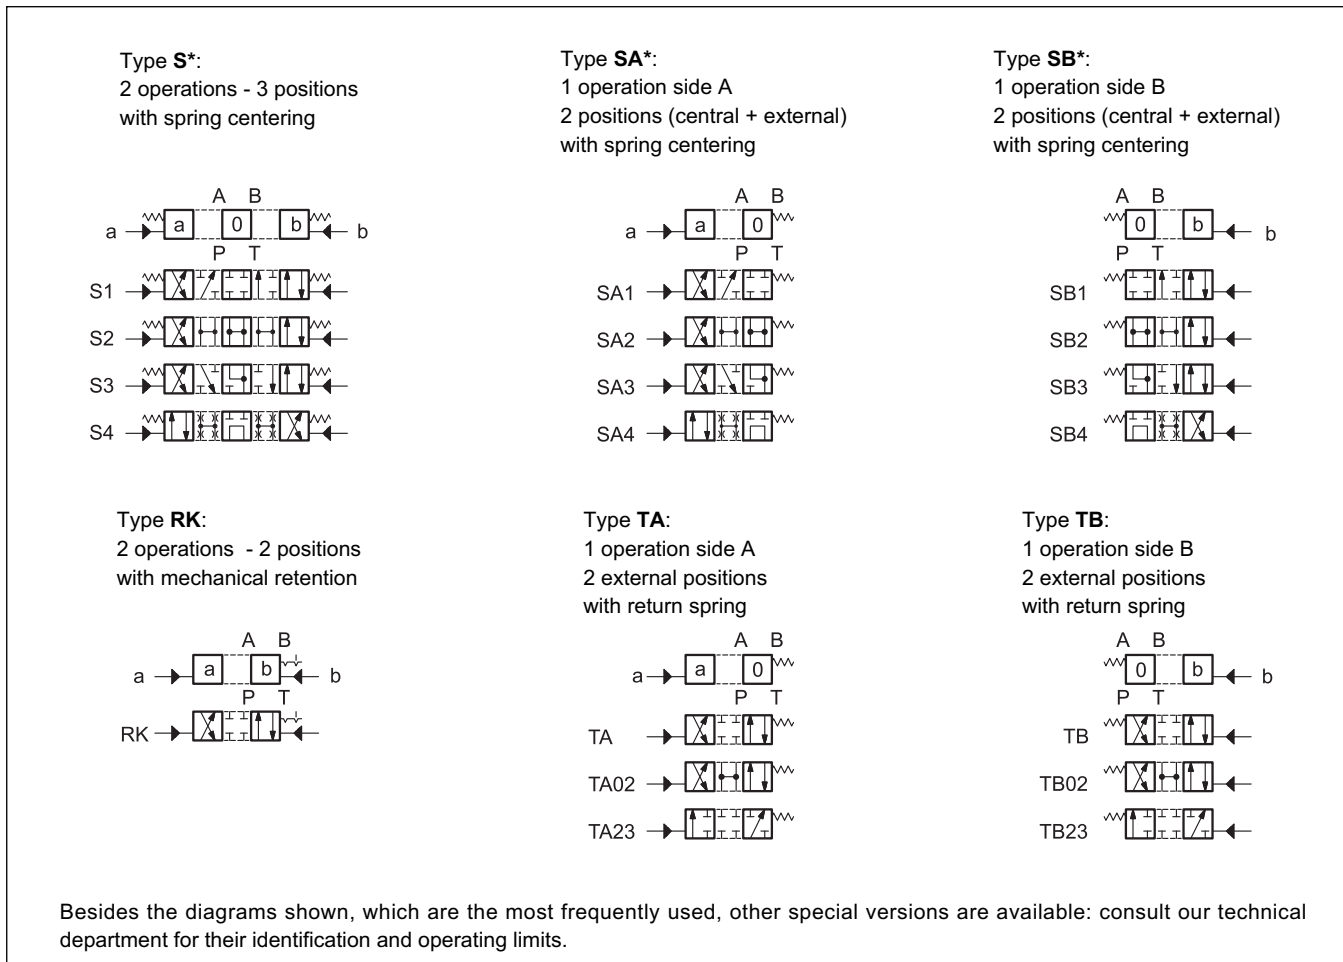 Type S*:
2 operations - 3 positions
with spring centering
A B
a a 0 b b
P T
S1
S2
S3
S4
Type SA*:
1 operation side A
2 positions (central + external)
with spring centering
A B
a a 0
P T
SA1
SA2
SA3
SA4
Type SB*:
1 operation side B
2 positions (central + external)
with spring centering
A B
0 b b
P T
SB1
SB2
SB3
SB4
Type RK:
2 operations - 2 positions
with mechanical retention
A B
a a b b
P T
RK
Type TA:
1 operation side A
2 external positions
with return spring
A B
a a 0
P T
TA
TA02
TA23
Type TB:
1 operation side B
2 external positions
with return spring
A B
0 b b
P T
TB
TB02
TB23
Besides the diagrams shown, which are the most frequently used, other special versions are available: consult our technical
department for their identification and operating limits.